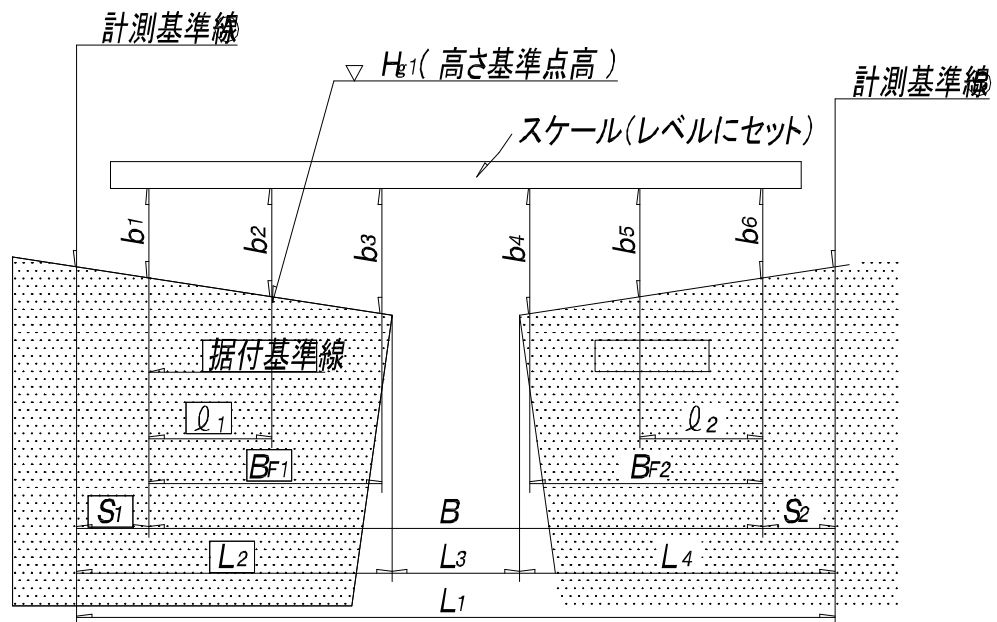 計測基準線
Hg1(高さ基準点高)
計測基準線
スケール(レベルにセット)
b1
b2
b3
b4
b5
b6
据付基準線
ℓ1
ℓ2
BF1
BF2
S1
B
S2
L2
L3
L4
L1